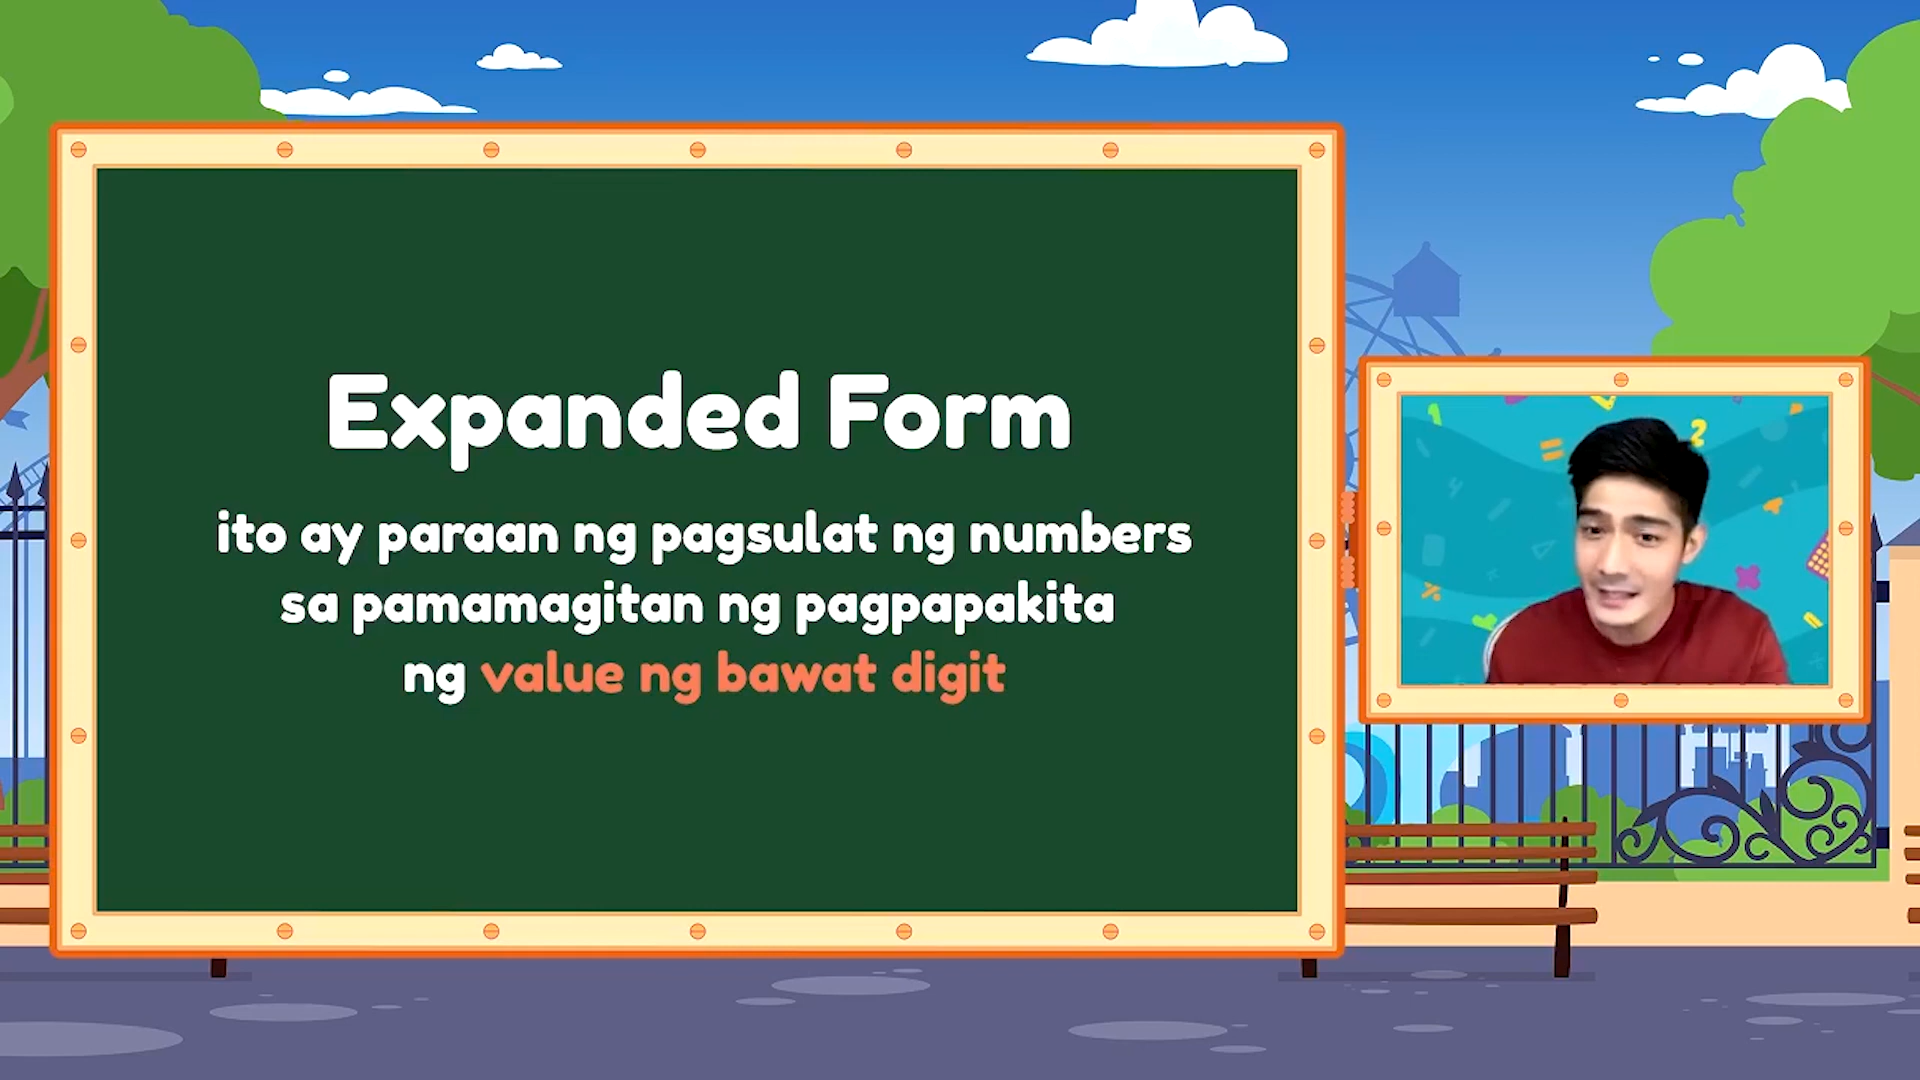 Expanded Form
ito ay paraan ng pagsulat ng numbers
sa pamamagitan ng pagpapakita
ng value ng bawat digit